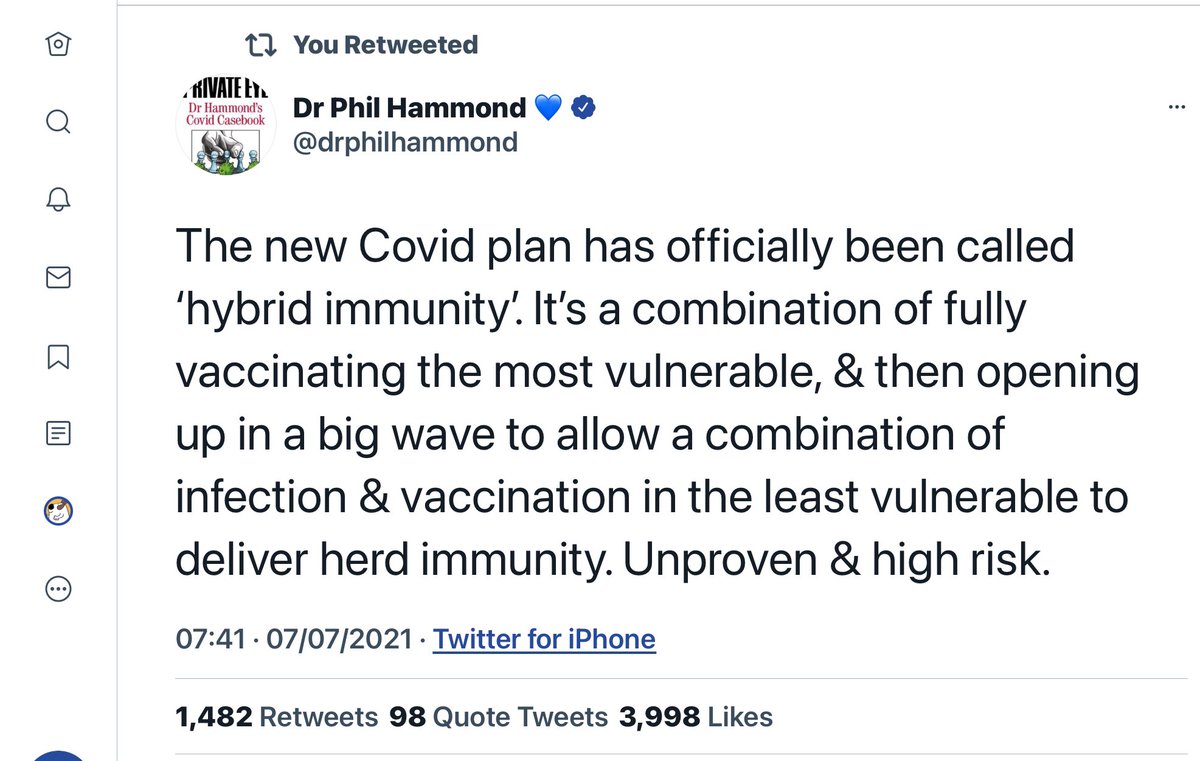 You Retweeted
PRIVATE EYE
Dr Hammond's
Covid Casebook
Dr Phil Hammond 💙
@drphilhammond
The new Covid plan has officially been called
‘hybrid immunity’. It’s a combination of fully
vaccinating the most vulnerable, & then opening
up in a big wave to allow a combination of
infection & vaccination in the least vulnerable to
deliver herd immunity. Unproven & high risk.
07:41 · 07/07/2021 · Twitter for iPhone
1,482 Retweets 98 Quote Tweets 3,998 Likes